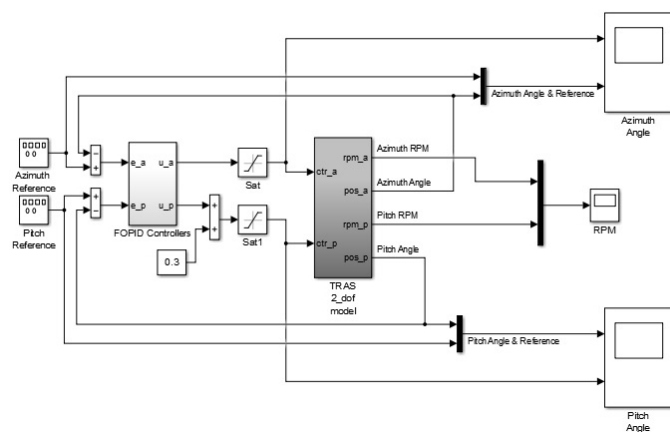 Azimuth Angle & Reference
Azimuth
Angle
Azimuth
Reference
Pitch
Reference
e_a
u_a
e_p
u_p
FOPID Controllers
0.3
Sat
Sat1
ctr_a
rpm_a
pos_a
rpm_p
ctr_p
pos_p
TRAS
2_dof
model
Azimuth RPM
Azimuth Angle
Pitch RPM
Pitch Angle
RPM
Pitch Angle & Reference
Pitch
Angle